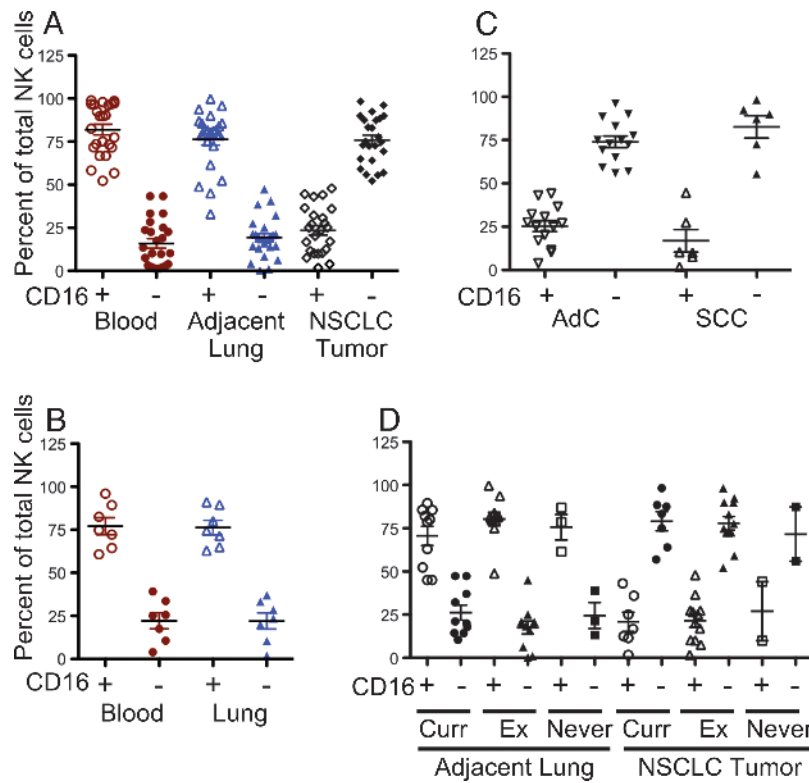 A
Percent of total NK cells
125
100
75
50
25
0
CD16 + - + - + -
Blood Adjacent Lung NSCLC Tumor
C
125
100
75
50
25
0
CD16 + - + -
AdC SCC
B
Percent of total NK cells
125
100
75
50
25
0
CD16 + - + -
Blood Lung
D
125
100
75
50
25
0
CD16 + - + - + - + - + - + -
Curr Ex Never Curr Ex Never
Adjacent Lung NSCLC Tumor